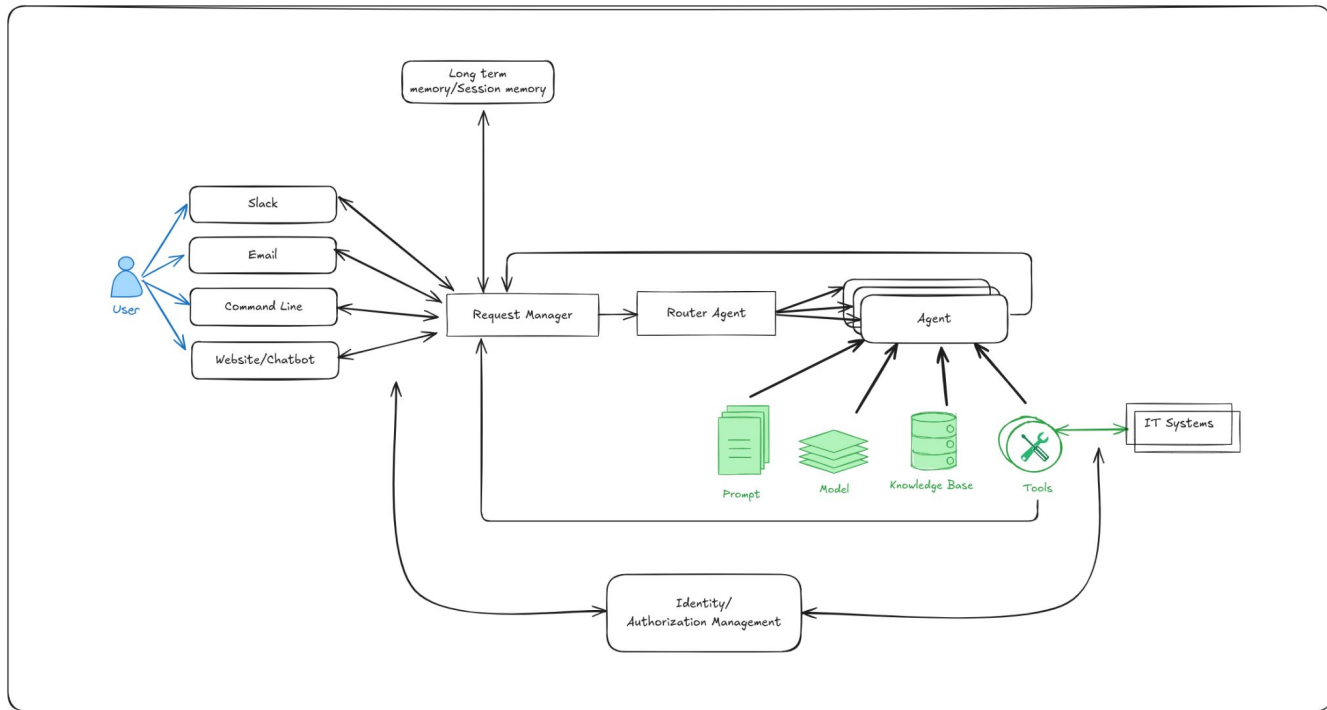 Long term
memory/Session memory
Slack
Email
User
Command Line
Website/Chatbot
Request Manager
Router Agent
Agent
IT Systems
Prompt
Model
Knowledge Base
Tools
Identity/
Authorization Management